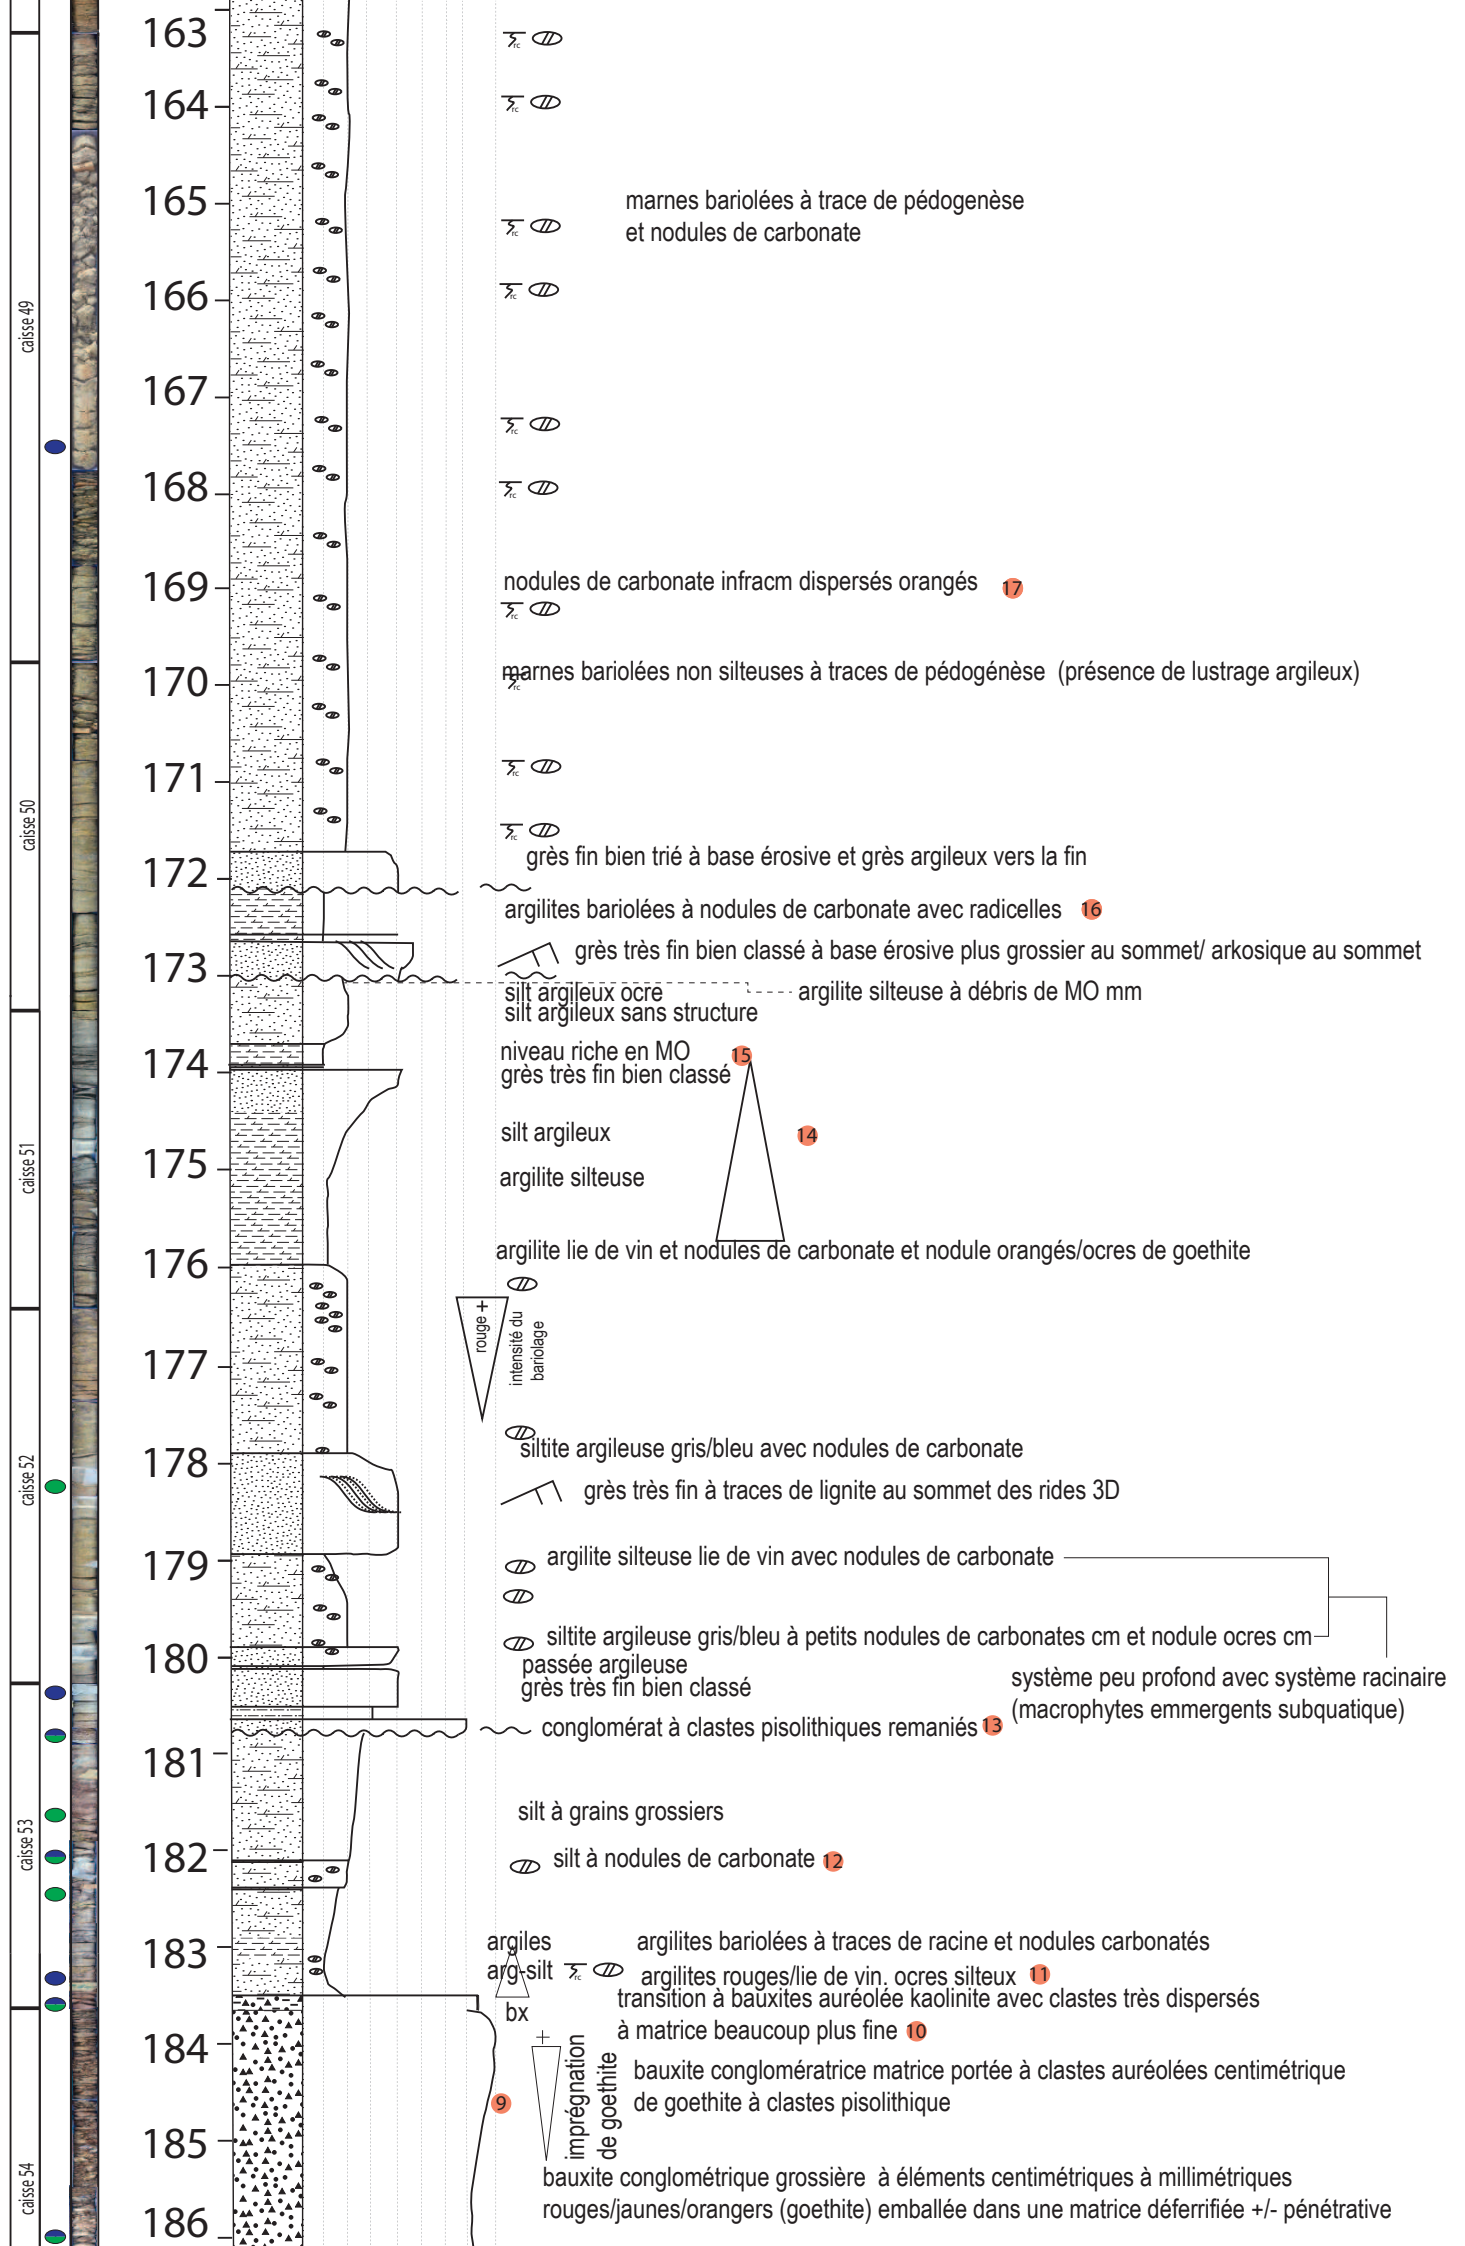 163
164
marnes bariolées à trace de pédogenèse
165
et nodules de carbonate
166
caisse 49
167
168
nodules de carbonate infracm dispersés orangés 17
169
marnes bariolées non silteuses à traces de pédogénèse (présence de lustrage argileux)
170
171
caisse 50
grès fin bien trié à base érosive et grès argileux vers la fin
172
argilites bariolées à nodules de carbonate avec radicelles 16
grès très fin bien classé à base érosive plus grossier au sommet/ arkosique au sommet
173
silt argileux ocre
argilite silteuse à débris de MO mm
silt argileux sans structure
niveau riche en MO 15
174
grès très fin bien classé
silt argileux 14
175
caisse 51
argilite silteuse
argilite lie de vin et nodules de carbonate et nodule orangés/ocres de goethite
176
rouge +
intensité du
bariolage
177
siltite argileuse gris/bleu avec nodules de carbonate
178
caisse 52
grès très fin à traces de lignite au sommet des rides 3D
179
argilite silteuse lie de vin avec nodules de carbonate
siltite argileuse gris/bleu à petits nodules de carbonates cm et nodule ocres cm
180
passée argileuse
grès très fin bien classé
système peu profond avec système racinaire
(macrophytes emmergents subquatique)
conglomérat à clastes pisolithiques remaniés 13
181
silt à grains grossiers
caisse 53
182
silt à nodules de carbonate 12
183
argiles
argilites bariolées à traces de racine et nodules carbonatés
arg-silt
rc
argilites rouges/lie de vin. ocres silteux 11
bx
transition à bauxites auréolée kaolinite avec clastes très dispersés
à matrice beaucoup plus fine 10
184
+
imprégnation
de goethite
bauxite conglomératrice matrice portée à clastes auréolées centimétrique
9
de goethite à clastes pisolithique
185
caisse 54
bauxite conglométrique grossière à éléments centimétriques à millimétriques
rouges/jaunes/orangers (goethite) emballée dans une matrice déferrifiée +/- pénétrative
186